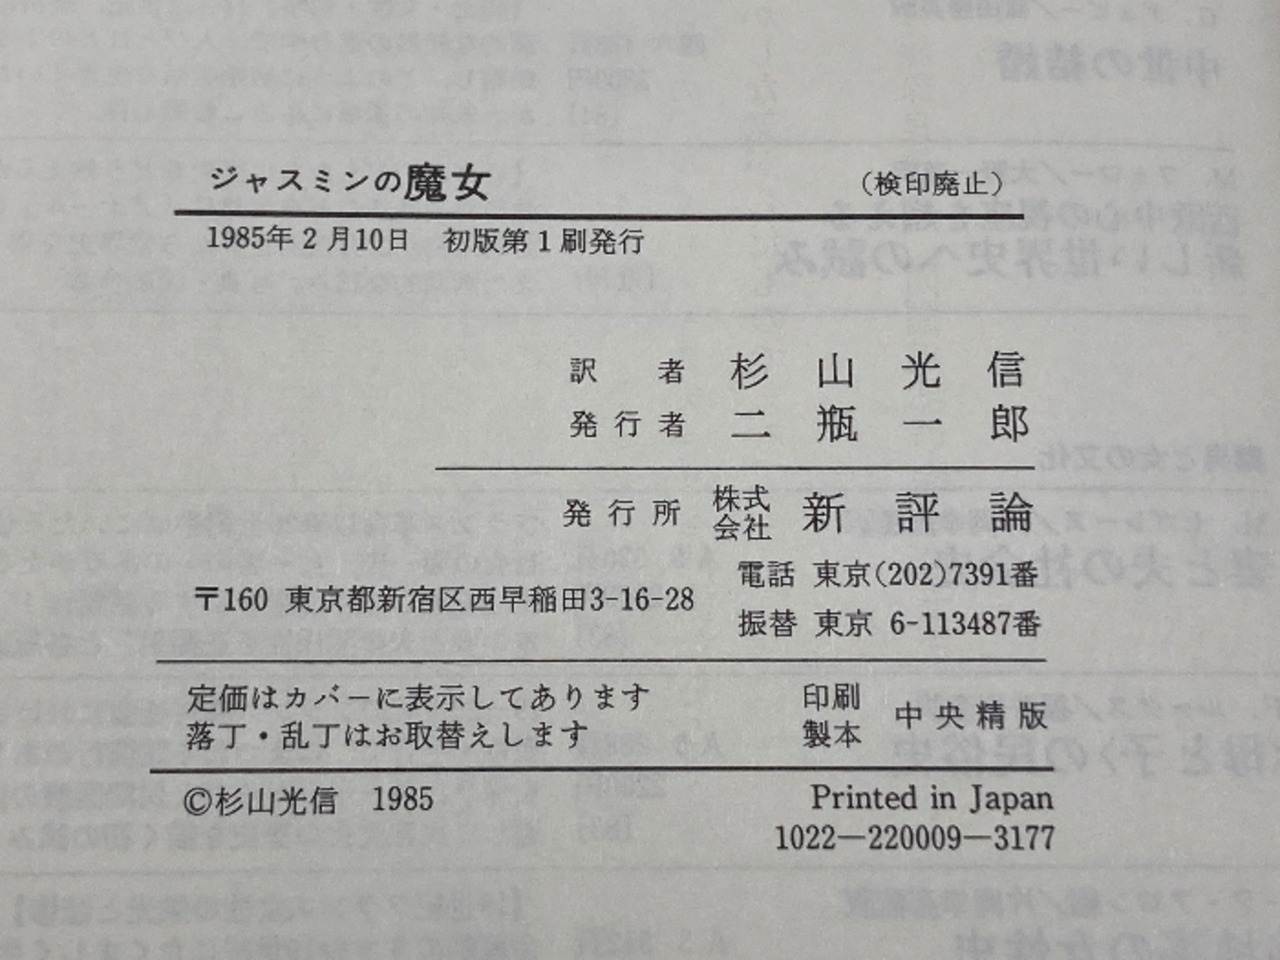 ジャスミンの魔女 （検印廃止）
1985年2月10日 初版第1刷発行
訳者 杉山光信
発行者 二瓶一郎
発行所 株式会社 新評論
〒160 東京都新宿区西早稲田3-16-28
電話 東京(202)7391番
振替 東京 6-113487番
定価はカバーに表示してあります
落丁・乱丁はお取替えします
印刷製本 中央精版
©杉山光信 1985
Printed in Japan
1022—220009—3177